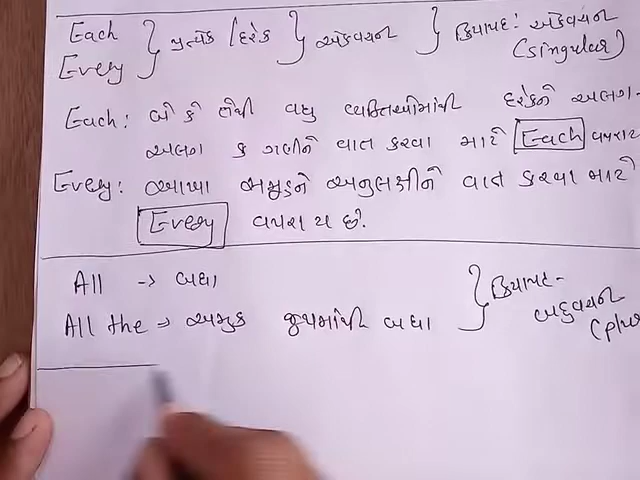 Each
Every } પ્રત્યેક / દરેક } એકવચન } ક્રિયાપદ: એકવચન
(singular)
Each: બે કે તેથી વધુ વ્યક્તિઓમાંથી દરેકને અલગ-
અલગ ગણીને વાત કરવા માટે Each વપરાય
Every: આખા સમુહને અનુલક્ષીને વાત કરવા માટે
Every વપરાય છે.
All -> બધા } ક્રિયાપદ-
All the => અમુક જુથમાંથી બધા બહુવચન